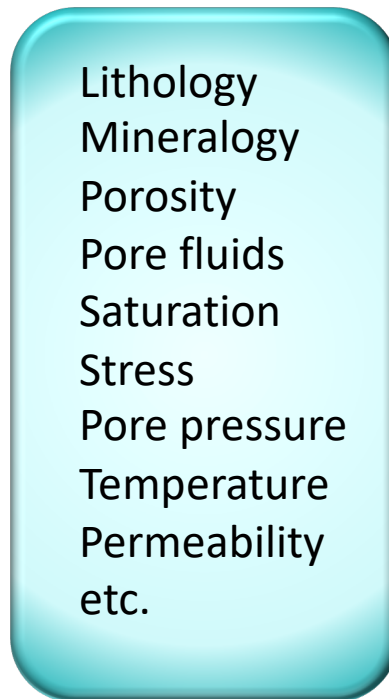 Lithology
Mineralogy
Porosity
Pore fluids
Saturation
Stress
Pore pressure
Temperature
Permeability
etc.